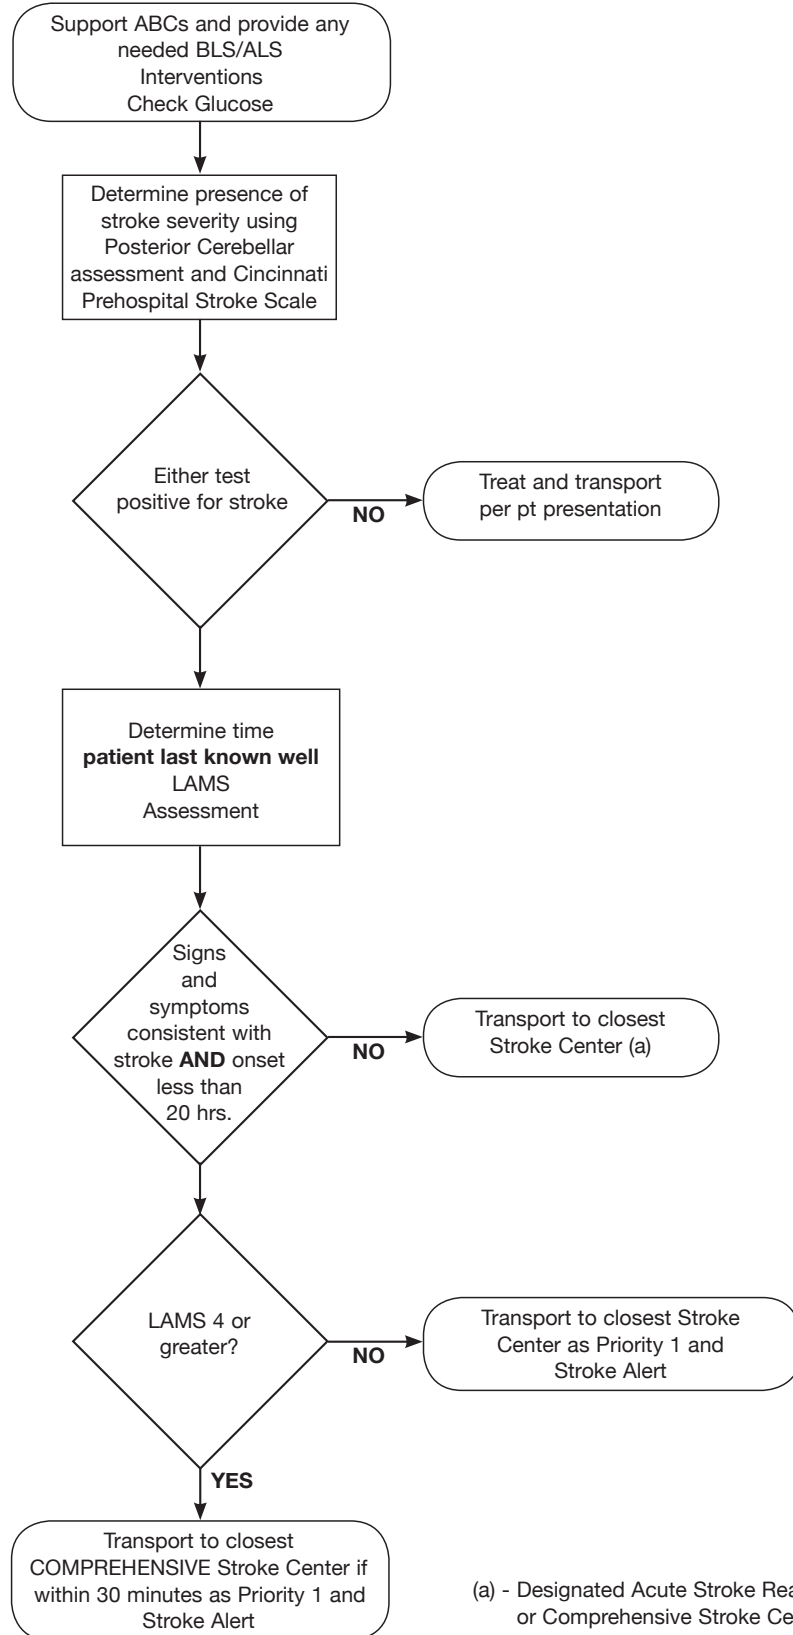 Support ABCs and provide any
needed BLS/ALS
Interventions
Check Glucose
Determine presence of
stroke severity using
Posterior Cerebellar
assessment and Cincinnati
Prehospital Stroke Scale
Either test
positive for stroke
NO
Treat and transport
per pt presentation
Determine time
patient last known well
LAMS
Assessment
Signs
and
symptoms
consistent with
stroke AND onset
less than
20 hrs.
NO
Transport to closest
Stroke Center (a)
LAMS 4 or
greater?
NO
Transport to closest Stroke
Center as Priority 1 and
Stroke Alert
YES
Transport to closest
COMPREHENSIVE Stroke Center if
within 30 minutes as Priority 1 and
Stroke Alert
(a) - Designated Acute Stroke
or Comprehensive Stroke